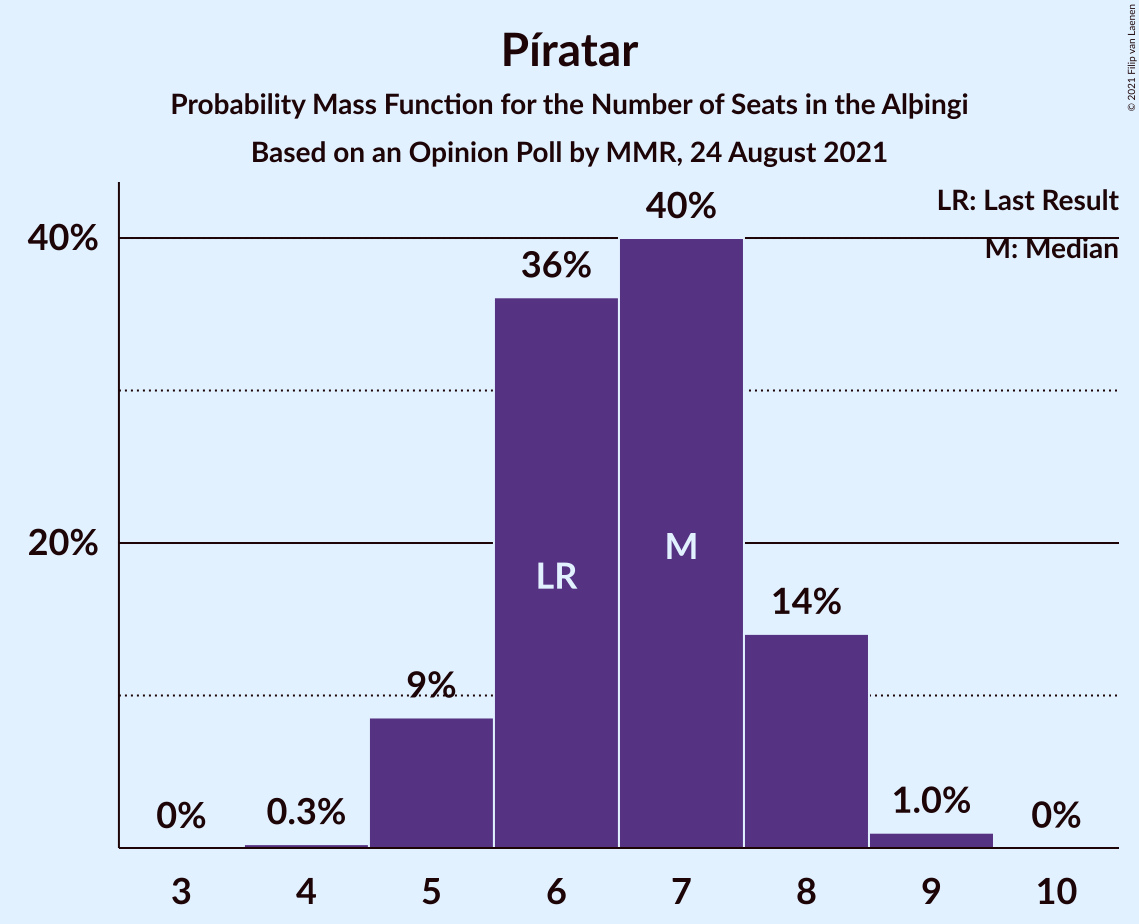 Píratar
Probability Mass Function for the Number of Seats in the Alþingi
Based on an Opinion Poll by MMR, 24 August 2021
© 2021 Filip van Laenen
LR: Last Result
M: Median
40%
20%
0%
0.3%
9%
36%
40%
14%
1.0%
0%
LR
M
3 4 5 6 7 8 9 10